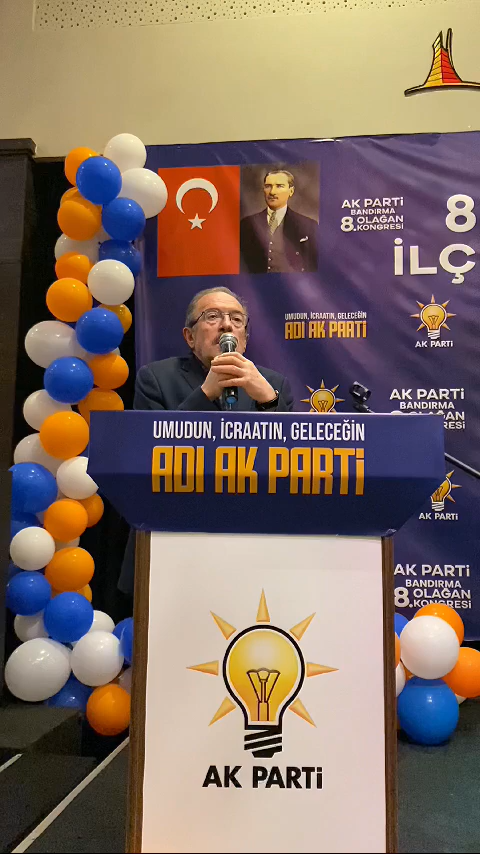 AK PARTİ
BANDIRMA
8. OLAĞAN
KONGRESİ
8
İLÇ
UMUDUN, İCRAATIN, GELECEĞİN
ADI AK PARTİ
AK PARTİ
AK PARTİ
BANDIRMA
8. OLAĞAN
KONGRESİ
UMUDUN, İCRAATIN, GELECEĞİN
ADI AK PARTİ
AK PARTİ
AK PARTİ
BANDIRMA
8. OLAĞAN
KONGRESİ
AK PARTİ